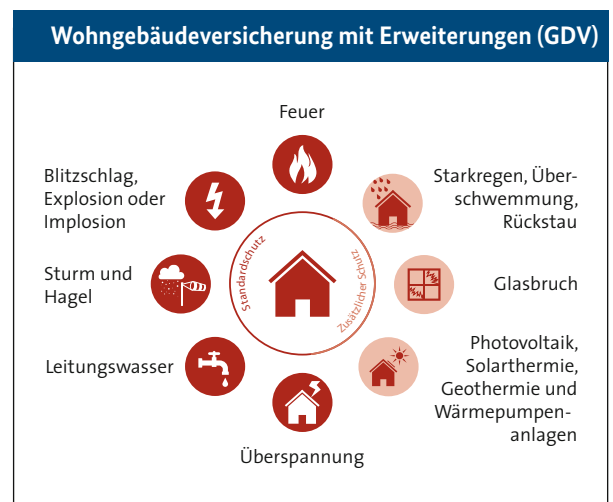 Wohngebäudeversicherung mit Erweiterungen (GDV)
Feuer
Blitzschlag,
Explosion oder
Implosion
Starkregen, Über-
schwemmung,
Rückstau
Standardschutz
Zusätzlicher Schutz
Sturm und
Hagel
Glasbruch
Leitungswasser
Photovoltaik,
Solarthermie,
Geothermie und
Wärmepumpen-
anlagen
Überspannung